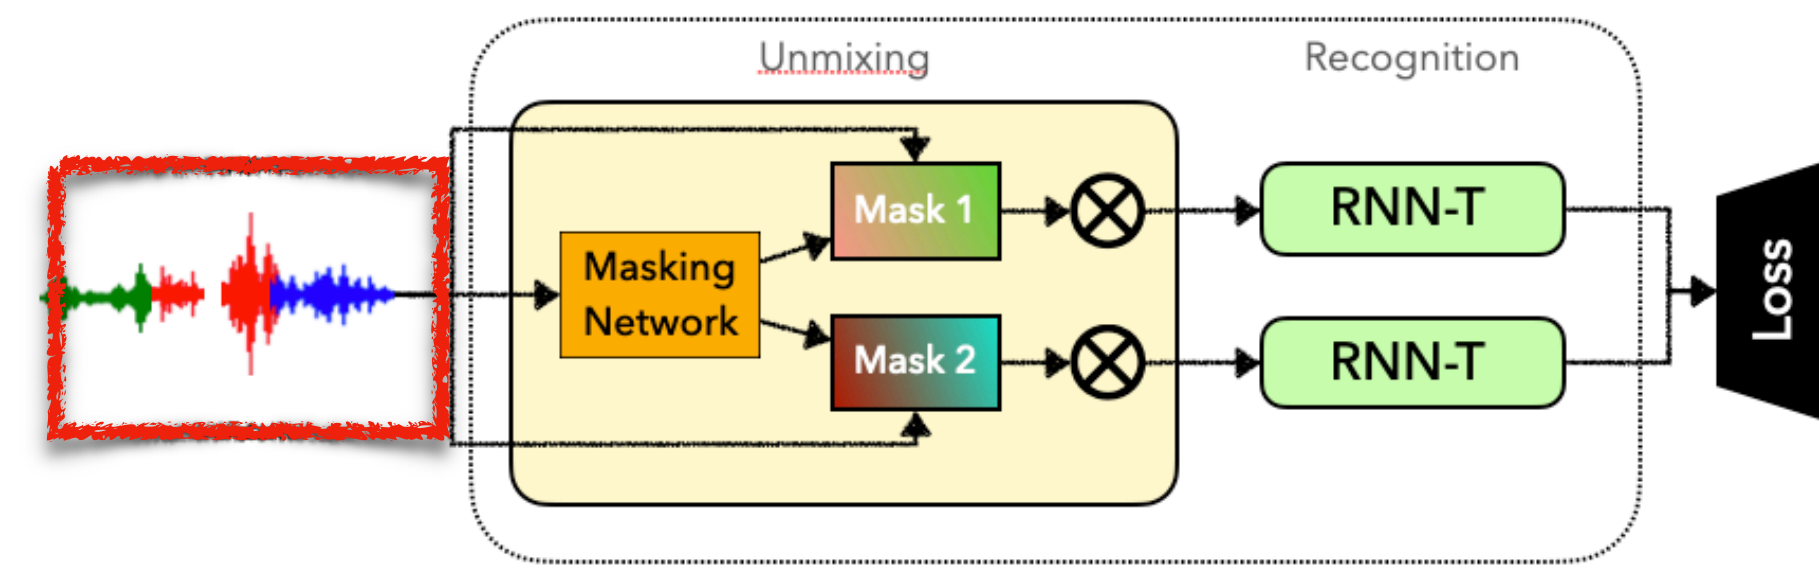 Unmixing
Recognition
Mask 1
RNN-T
Masking
Network
Loss
Mask 2
RNN-T